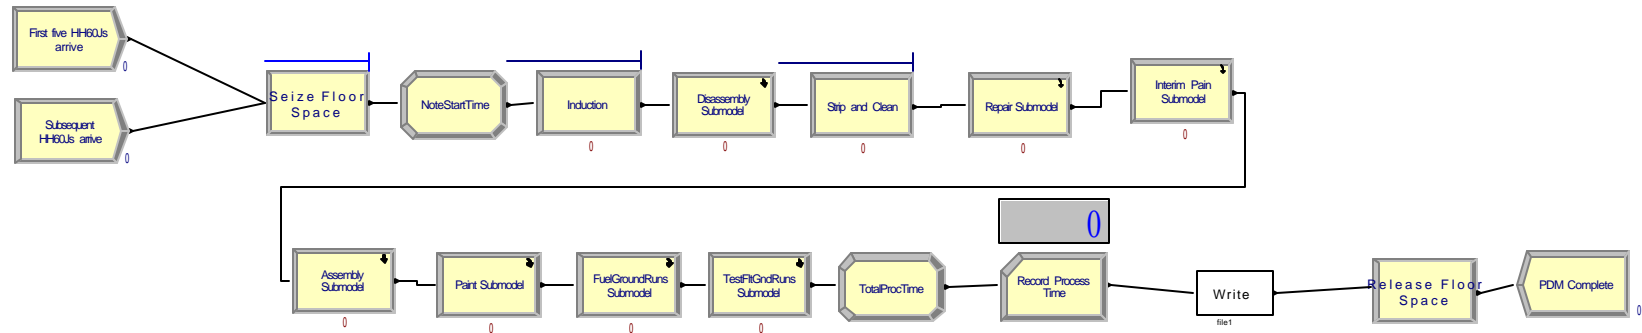 First five HH60Js
arrive
0
Subsequent
HH60Js arrive
0
Seize Floor
Space
NoteStartTime
Induction
0
Disassembly
Submodel
0
Strip and Clean
0
Repair Submodel
0
Interim Pain
Submodel
0
Assembly
Submodel
0
Paint Submodel
0
FuelGroundRuns
Submodel
0
TestFltGndRuns
Submodel
0
TotalProcTime
0
Record Process
Time
Write
file1
Release Floor
Space
PDM Complete
0